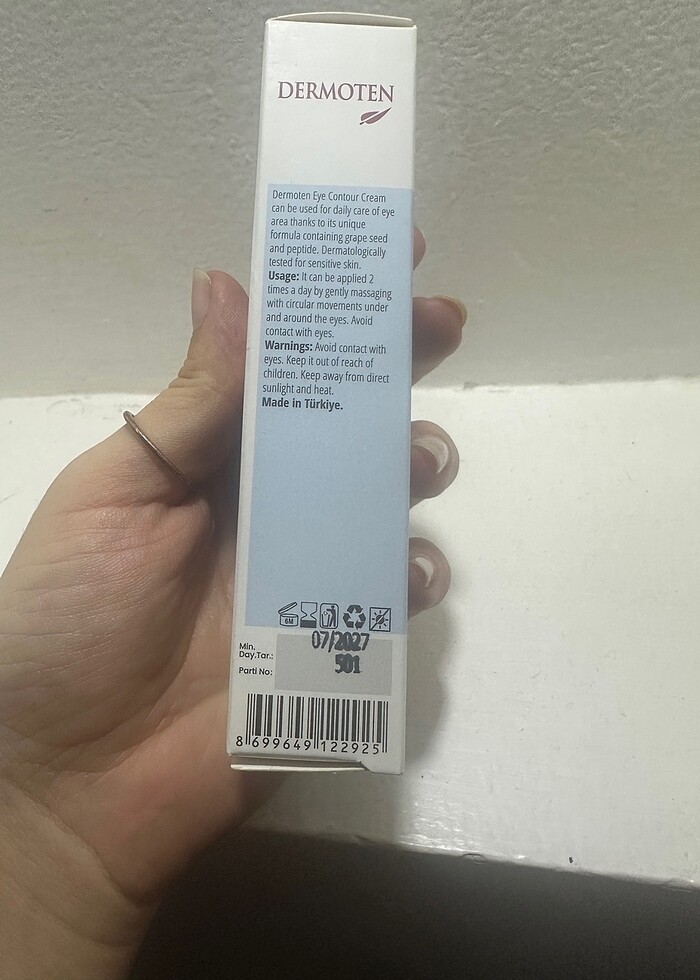 DERMOTEN
Dermoten Eye Contour Cream
can be used for daily care of eye
area thanks to its unique
formula containing grape seed
and peptide. Dermatologically
tested for sensitive skin.
Usage: It can be applied 2
times a day by gently massaging
with circular movements under
and around the eyes. Avoid
contact with eyes.
Warnings: Avoid contact with
eyes. Keep it out of reach of
children. Keep away from direct
sunlight and heat.
Made in Türkiye.
6M
Min.
Day.Tar.:
07/2027
Parti No:
501
8 699649 122925